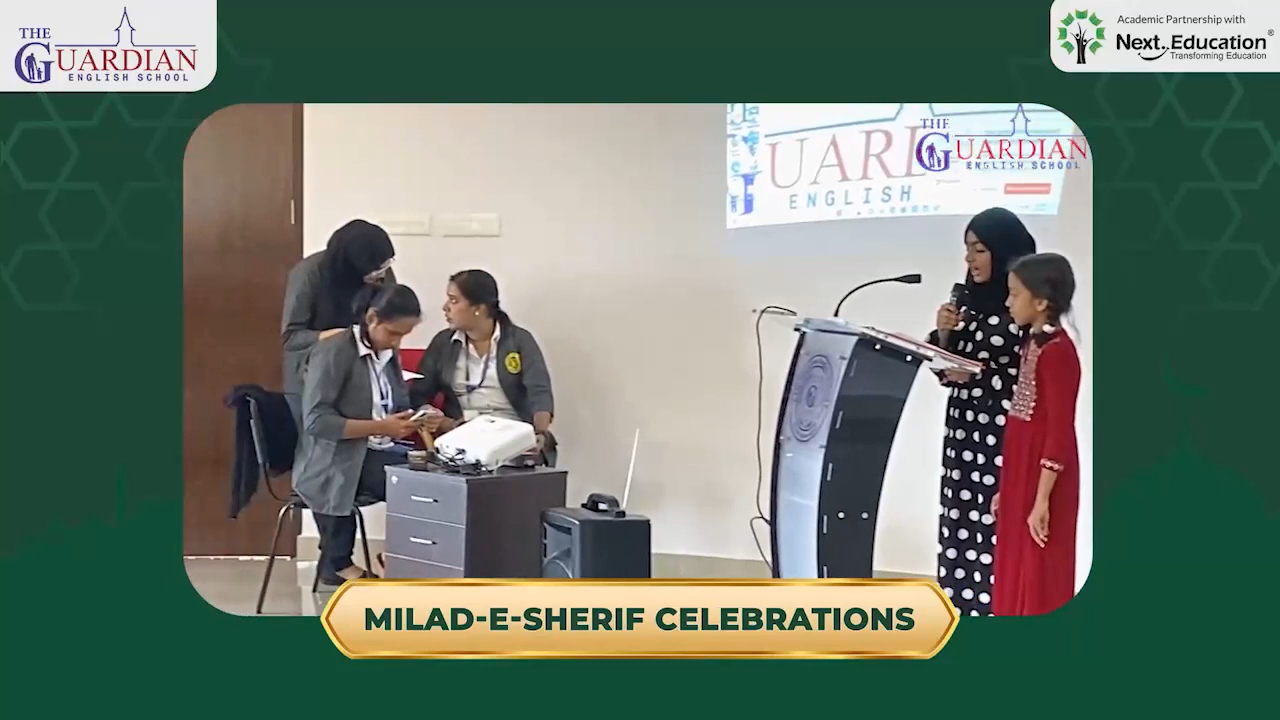 THE
GUARDIAN
ENGLISH SCHOOL
Academic Partnership with
Next Education®
Transforming Education
THE
GUARDIAN
ENGLISH SCHOOL
UARD
ENGLISH
MILAD-E-SHERIF CELEBRATIONS